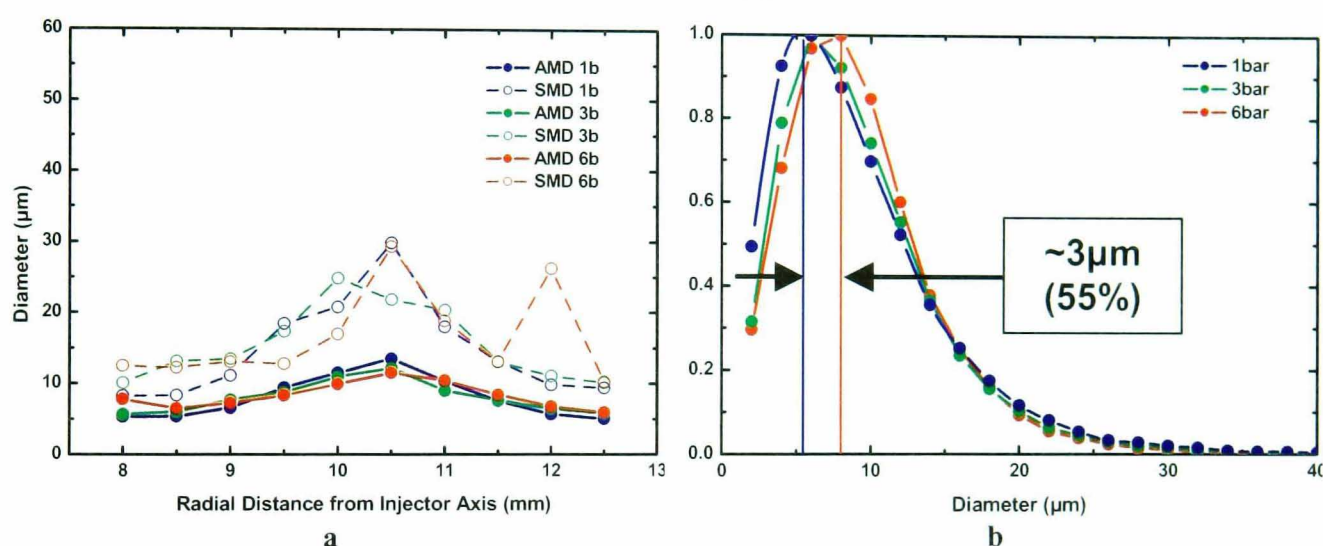 60
50
40
30
20
10
0
Diameter (µm)
8 9 10 11 12 13
Radial Distance from Injector Axis (mm)
AMD 1b
SMD 1b
AMD 3b
SMD 3b
AMD 6b
SMD 6b
a
1.0
0.8
0.6
0.4
0.2
0.0
0 10 20 30 40
Diameter (µm)
1bar
3bar
6bar
~3µm
(55%)
b